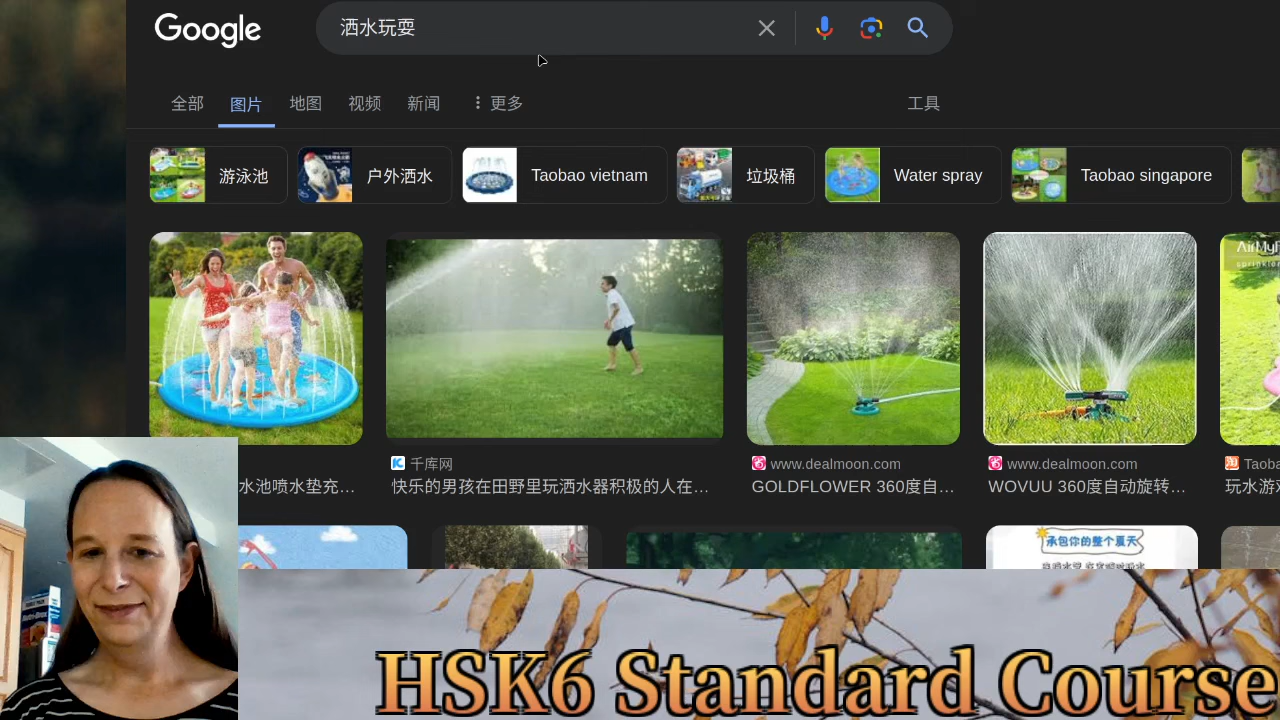 Google
洒水玩耍
全部 图片 地图 视频 新闻 更多 工具
游泳池 户外洒水 Taobao vietnam 垃圾桶 Water spray Taobao singapore
千库网 www.dealmoon.com www.dealmoon.com
水池喷水垫充... 快乐的男孩在田野里玩洒水器积极的人在... GOLDFLOWER 360度自... WOVUU 360度自动旋转...
承包你的整个夏天
HSK6 Standard Course